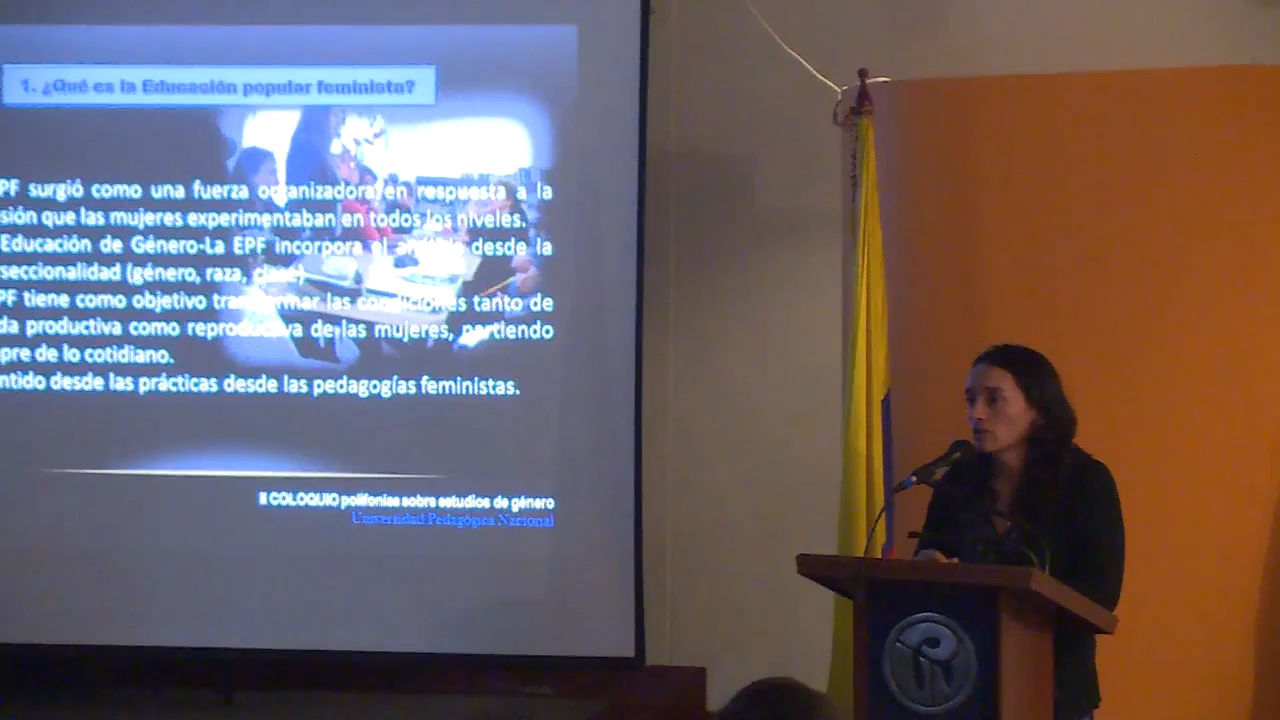 1. ¿Qué es la Educación popular feminista?
PF surgió como una fuerza organizadora en respuesta a la
sión que las mujeres experimentaban en todos los niveles.
Educación de Género-La EPF incorpora el desde la
seccionalidad (género, raza, clase)
PF tiene como objetivo transformar las condiciones tanto de
da productiva como reproductiva de las mujeres, partiendo
pre de lo cotidiano.
ntido desde las prácticas desde las pedagogías feministas.
II COLOQUIO polifonias sobre estudios de género
Universidad Pedagógica Nacional